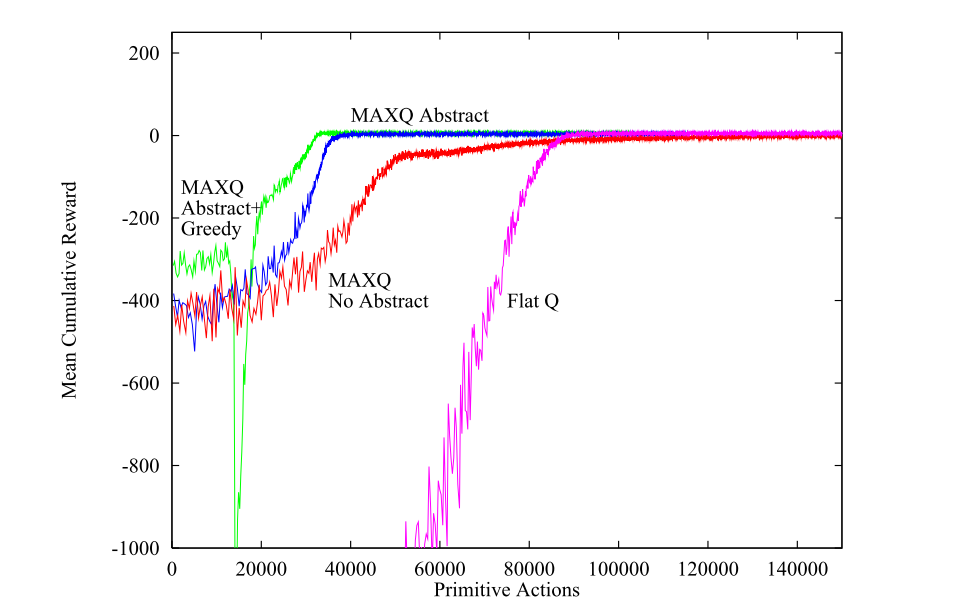 200
0
-200
-400
-600
-800
-1000
Mean Cumulative Reward
MAXQ Abstract
MAXQ
Abstract+
Greedy
MAXQ
No Abstract
Flat Q
0 20000 40000 60000 80000 100000 120000 140000
Primitive Actions